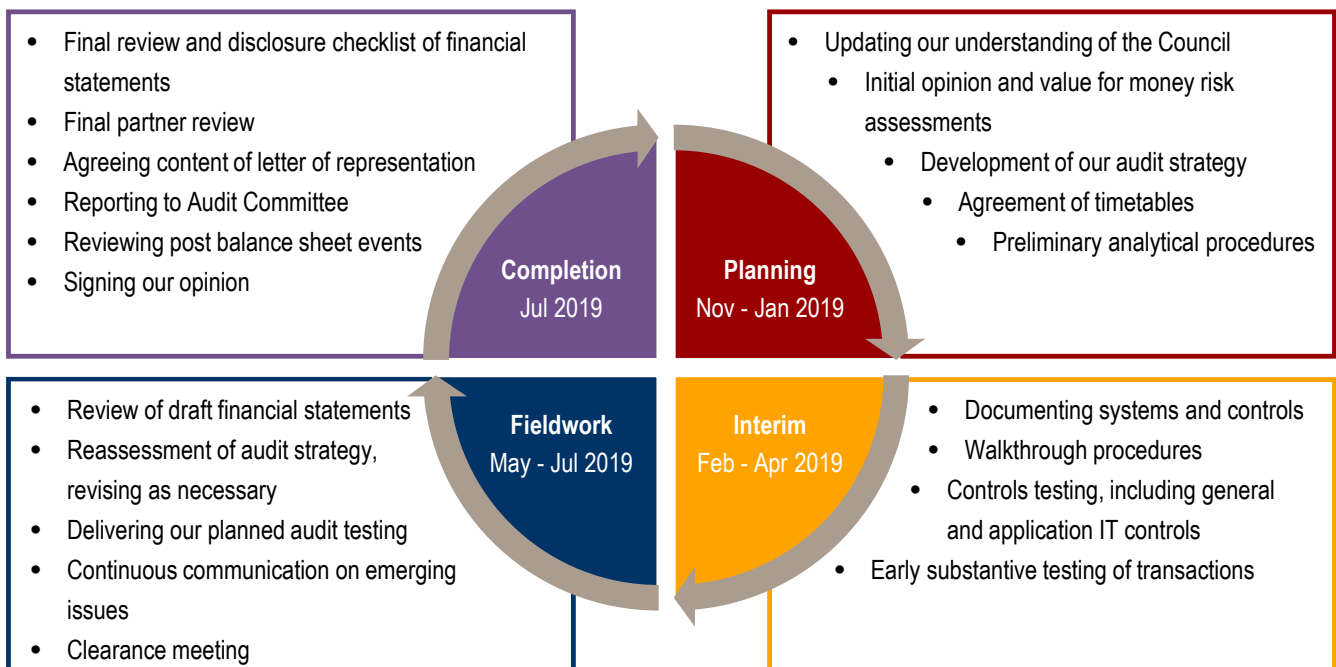 • Final review and disclosure checklist of financial
statements
• Final partner review
• Agreeing content of letter of representation
• Reporting to Audit Committee
• Reviewing post balance sheet events
• Signing our opinion
Completion
Jul 2019
• Updating our understanding of the Council
• Initial opinion and value for money risk
assessments
• Development of our audit strategy
• Agreement of timetables
• Preliminary analytical procedures
Planning
Nov - Jan 2019
• Review of draft financial statements
• Reassessment of audit strategy,
revising as necessary
• Delivering our planned audit testing
• Continuous communication on emerging
issues
• Clearance meeting
Fieldwork
May - Jul 2019
Interim
Feb - Apr 2019
• Documenting systems and controls
• Walkthrough procedures
• Controls testing, including general
and application IT controls
• Early substantive testing of transactions